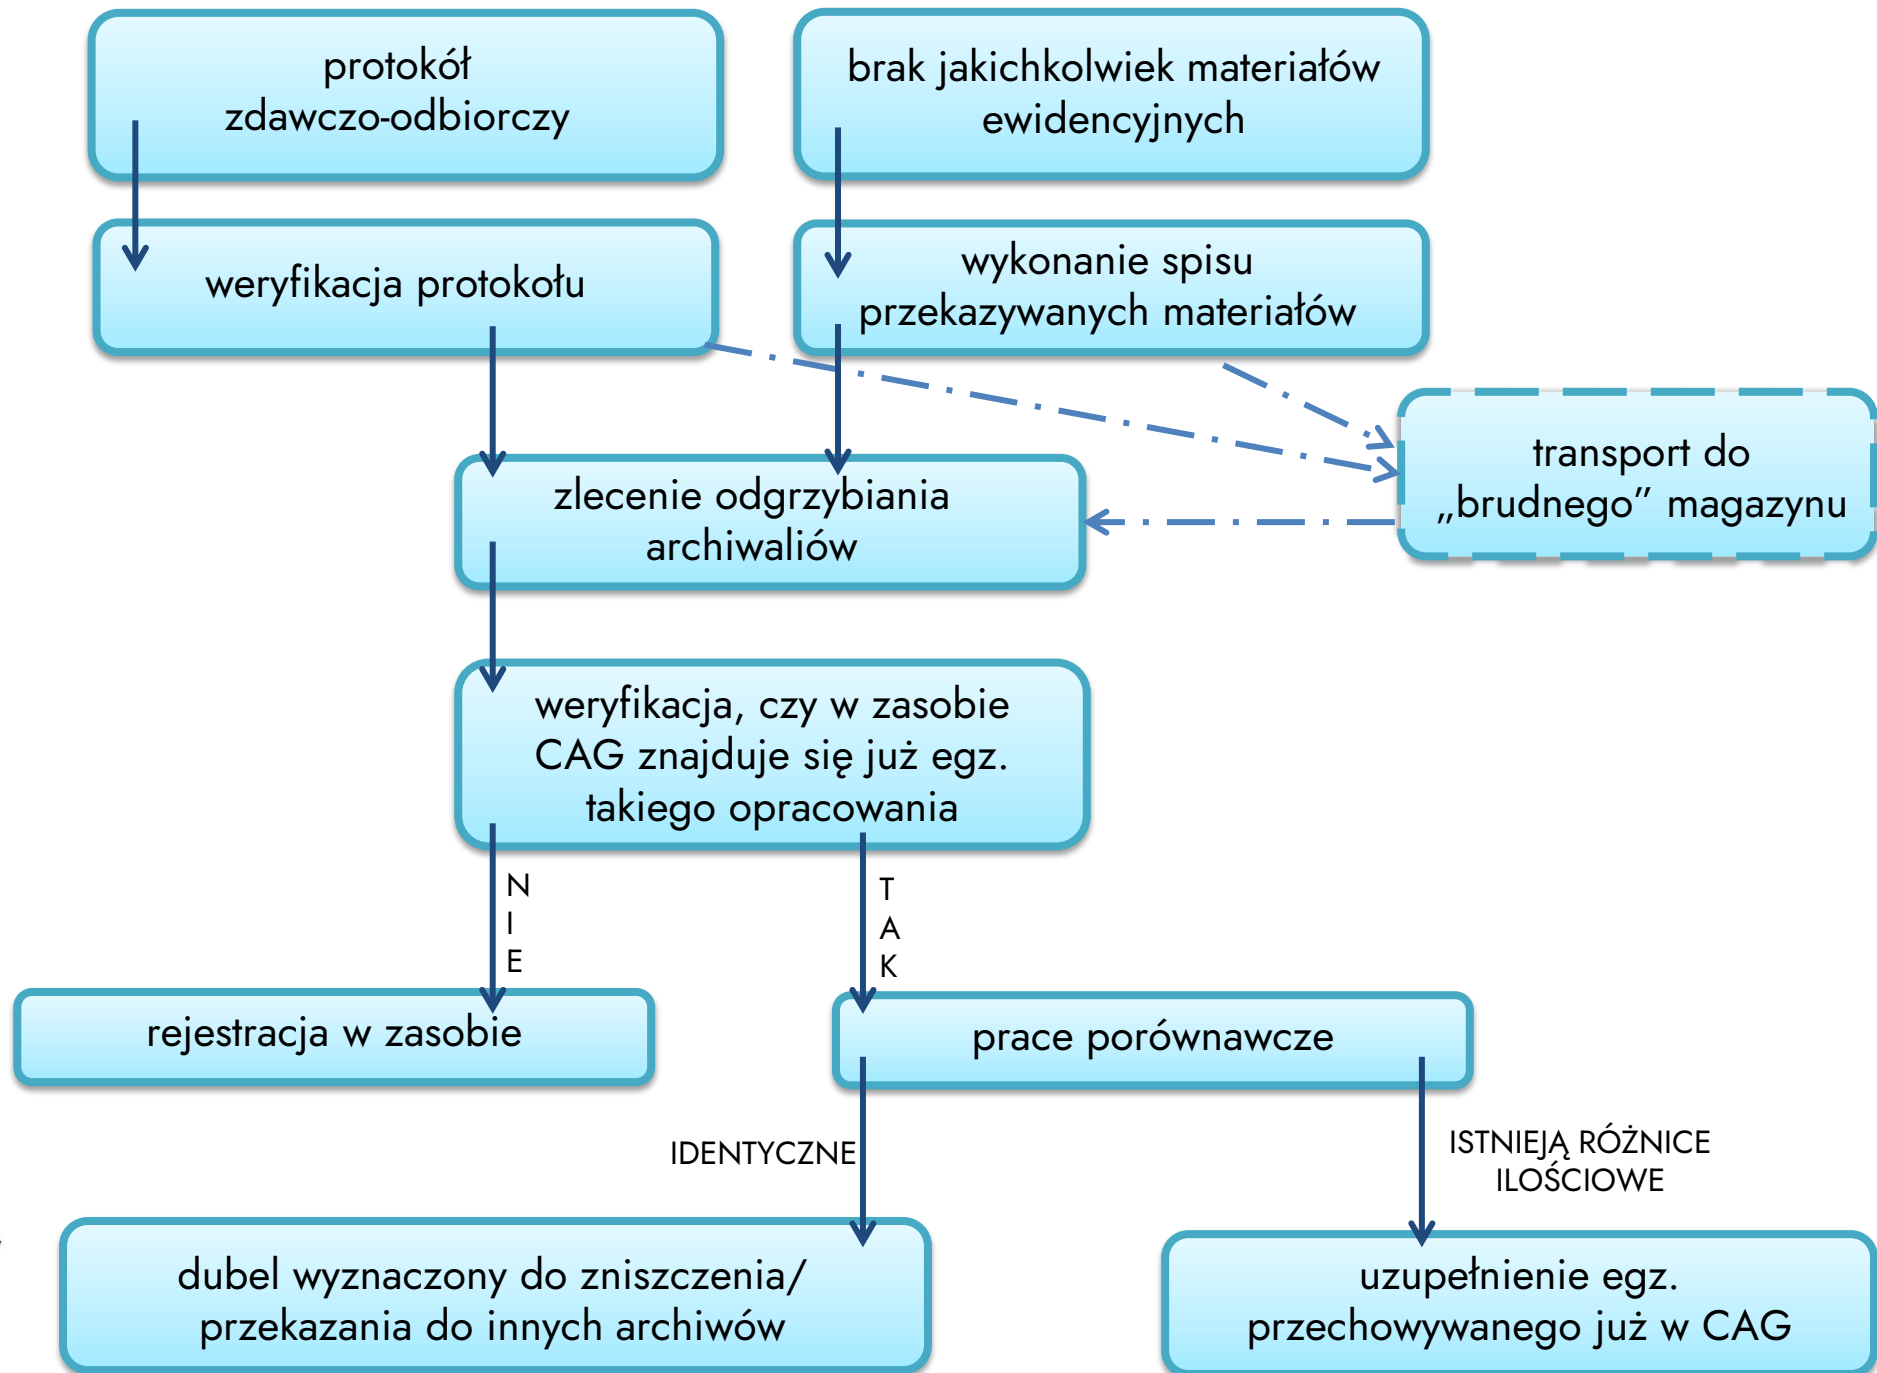 protokół
zdawczo-odbiorczy
brak jakichkolwiek materiałów
ewidencyjnych
weryfikacja protokołu
wykonanie spisu
przekazywanych materiałów
transport do
„brudnego” magazynu
zlecenie odgrzybiania
archiwaliów
weryfikacja, czy w zasobie
CAG znajduje się już egz.
takiego opracowania
N
I
E
T
A
K
rejestracja w zasobie
prace porównawcze
IDENTYCZNE
ISTNIEJĄ RÓŻNICE
ILOŚCIOWE
dubel wyznaczony do zniszczenia/
przekazania do innych archiwów
uzupełnienie egz.
przechowywanego już w CAG